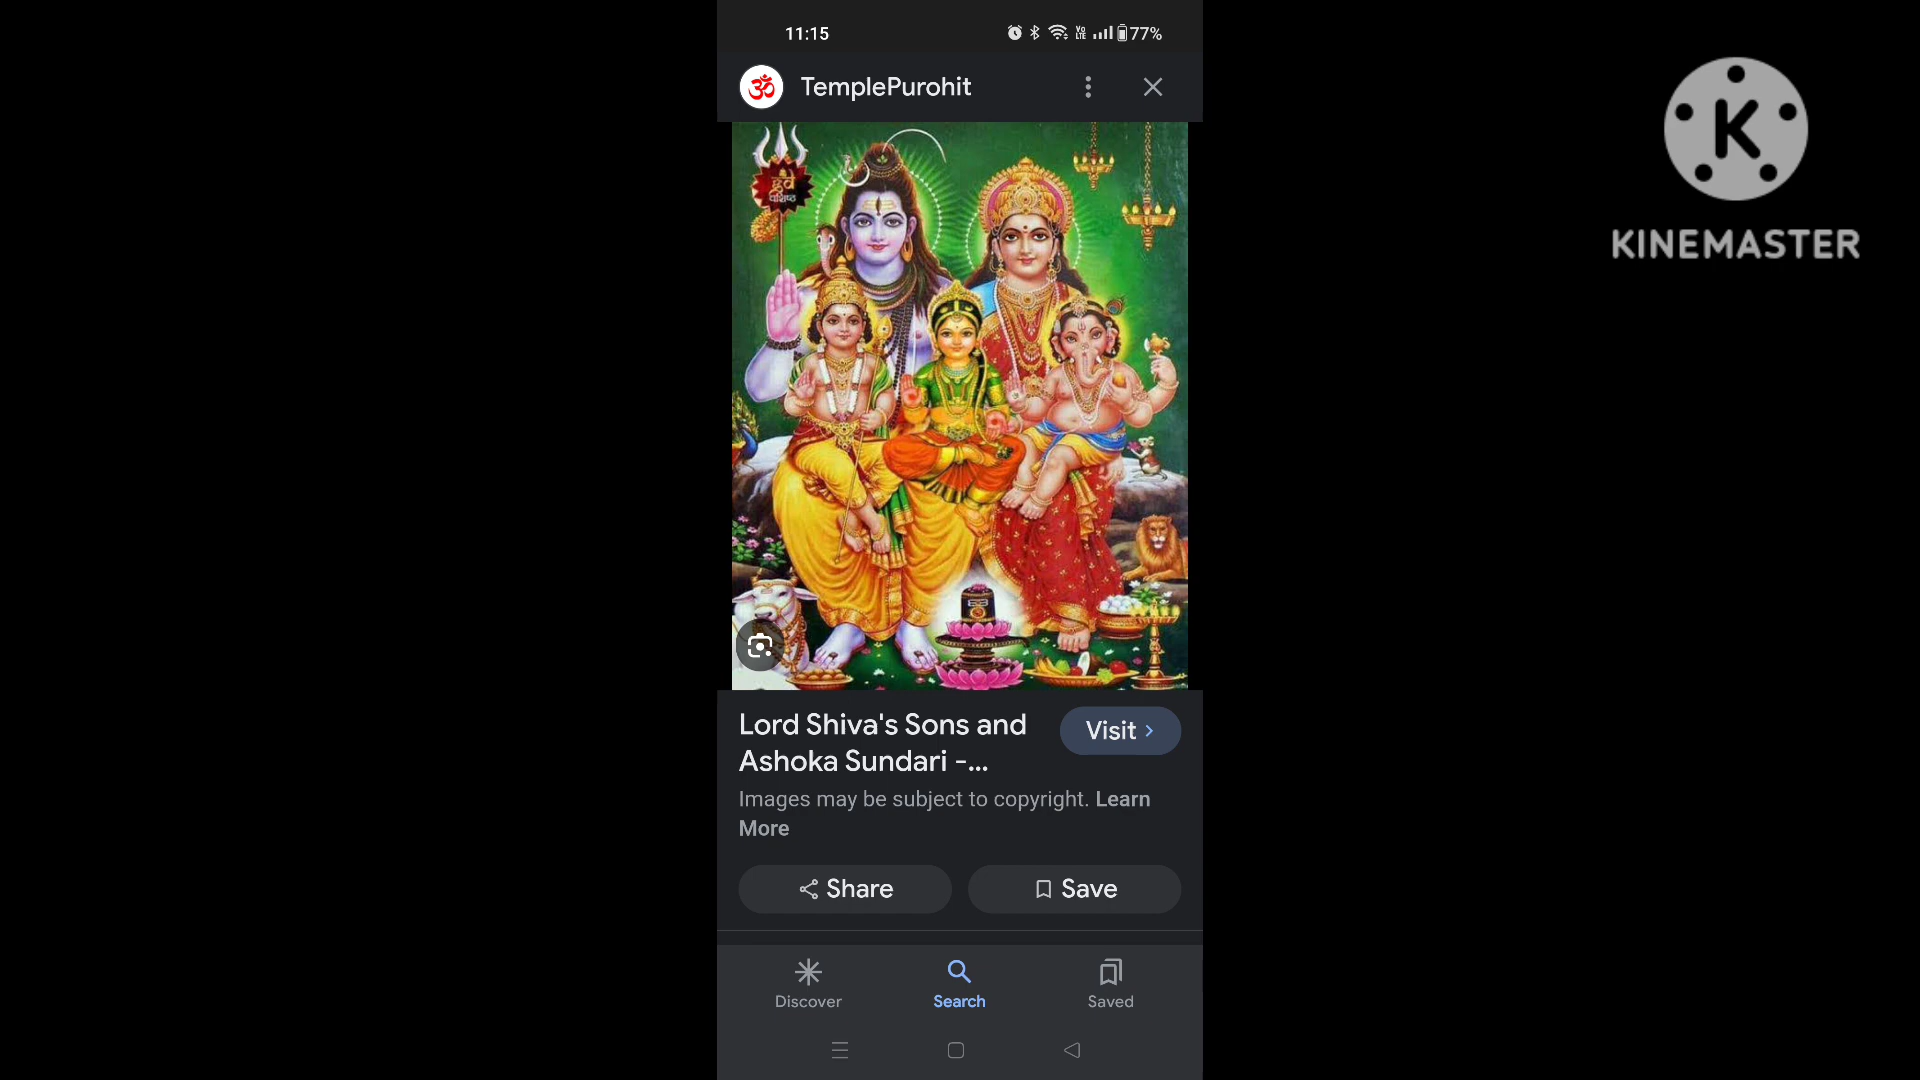 11:15
77%
ॐ TemplePurohit
KINEMASTER
Lord Shiva's Sons and
Ashoka Sundari -...
Visit
Images may be subject to copyright. Learn
More
Share
Save
Discover
Search
Saved